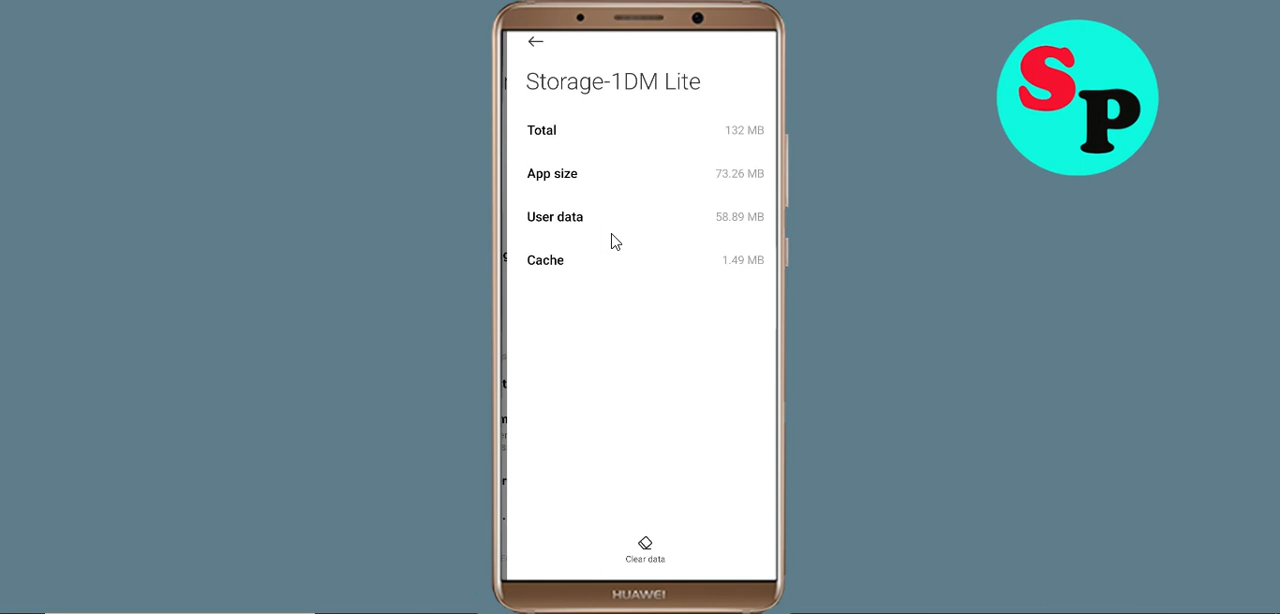 SP
Storage-1DM Lite
Total 132 MB
App size 73.26 MB
User data 58.89 MB
Cache 1.49 MB
Clear data
HUAWEI